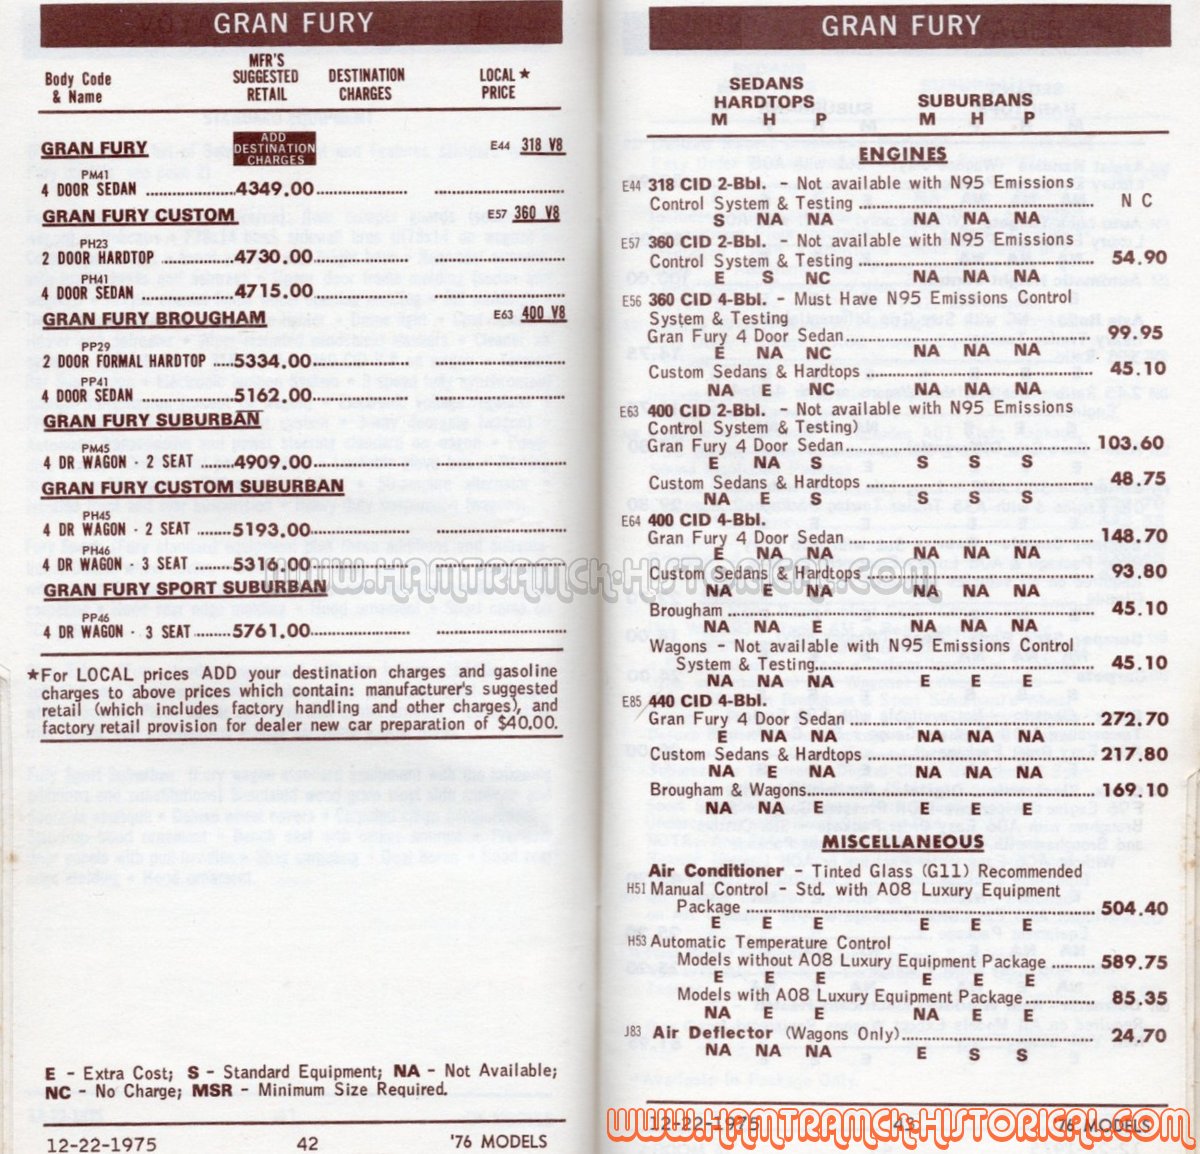 GRAN FURY
Body Code & Name MFR'S SUGGESTED RETAIL DESTINATION CHARGES LOCAL ★ PRICE
GRAN FURY ADD DESTINATION CHARGES E44 318 V8
PM41
4 DOOR SEDAN 4349.00
GRAN FURY CUSTOM E57 360 V8
PH23
2 DOOR HARDTOP 4730.00
PH41
4 DOOR SEDAN 4715.00
GRAN FURY BROUGHAM E63 400 V8
PP29
2 DOOR FORMAL HARDTOP 5334.00
PP41
4 DOOR SEDAN 5162.00
GRAN FURY SUBURBAN
PM45
4 DR WAGON - 2 SEAT 4909.00
GRAN FURY CUSTOM SUBURBAN
PH45
4 DR WAGON - 2 SEAT 5193.00
PH46
4 DR WAGON - 3 SEAT 5316.00
GRAN FURY SPORT SUBURBAN
PP46
4 DR WAGON - 3 SEAT 5761.00
★For LOCAL prices ADD your destination charges and gasoline
charges to above prices which contain: manufacturer's suggested
retail (which includes factory handling and other charges), and
factory retail provision for dealer new car preparation of $40.00.
E - Extra Cost; S - Standard Equipment; NA - Not Available;
NC - No Charge; MSR - Minimum Size Required.
12-22-1975 42 '76 MODELS
GRAN FURY
SEDANS
HARDTOPS SUBURBANS
M H P M H P
ENGINES
E44 318 CID 2-Bbl. - Not available with N95 Emissions
Control System & Testing N C
S NA NA NA NA NA
E57 360 CID 2-Bbl. - Not available with N95 Emissions
Control System & Testing 54.90
E S NC NA NA NA
E56 360 CID 4-Bbl. - Must Have N95 Emissions Control
System & Testing
Gran Fury 4 Door Sedan 99.95
E NA NC NA NA NA
Custom Sedans & Hardtops 45.10
NA E NC NA NA NA
E63 400 CID 2-Bbl. - Not available with N95 Emissions
Control System & Testing)
Gran Fury 4 Door Sedan 103.60
E NA S S S S
Custom Sedans & Hardtops 48.75
NA E S S S S
E64 400 CID 4-Bbl.
Gran Fury 4 Door Sedan 148.70
E NA NA NA NA NA
Custom Sedans & Hardtops 93.80
NA E NA NA NA NA
Brougham 45.10
NA NA E NA NA NA
Wagons - Not available with N95 Emissions Control
System & Testing 45.10
NA NA NA E E E
E85 440 CID 4-Bbl.
Gran Fury 4 Door Sedan 272.70
E NA NA NA NA NA
Custom Sedans & Hardtops 217.80
NA E NA NA NA NA
Brougham & Wagons 169.10
NA NA E E E E
MISCELLANEOUS
Air Conditioner - Tinted Glass (G11) Recommended
H51 Manual Control - Std. with A08 Luxury Equipment
Package 504.40
E E E E E E
H53 Automatic Temperature Control
Models without A08 Luxury Equipment Package 589.75
E E E E E E
Models with A08 Luxury Equipment Package 85.35
NA E E NA E E
J83 Air Deflector (Wagons Only) 24.70
NA NA NA E S S
12-22-1975 43 '76 MODELS
WWW.HAMTRAMCK-HISTORICAL.COM
WWW.HAMTRAMCK-HISTORICAL.COM